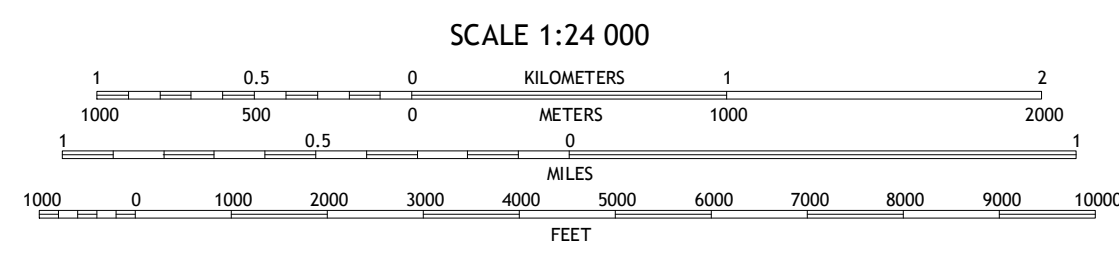 SCALE 1:24 000
1 0.5 0 KILOMETERS 1 2
1000 500 0 METERS 1000 2000
1 0.5 0 1
MILES
1000 0 1000 2000 3000 4000 5000 6000 7000 8000 9000 10000
FEET